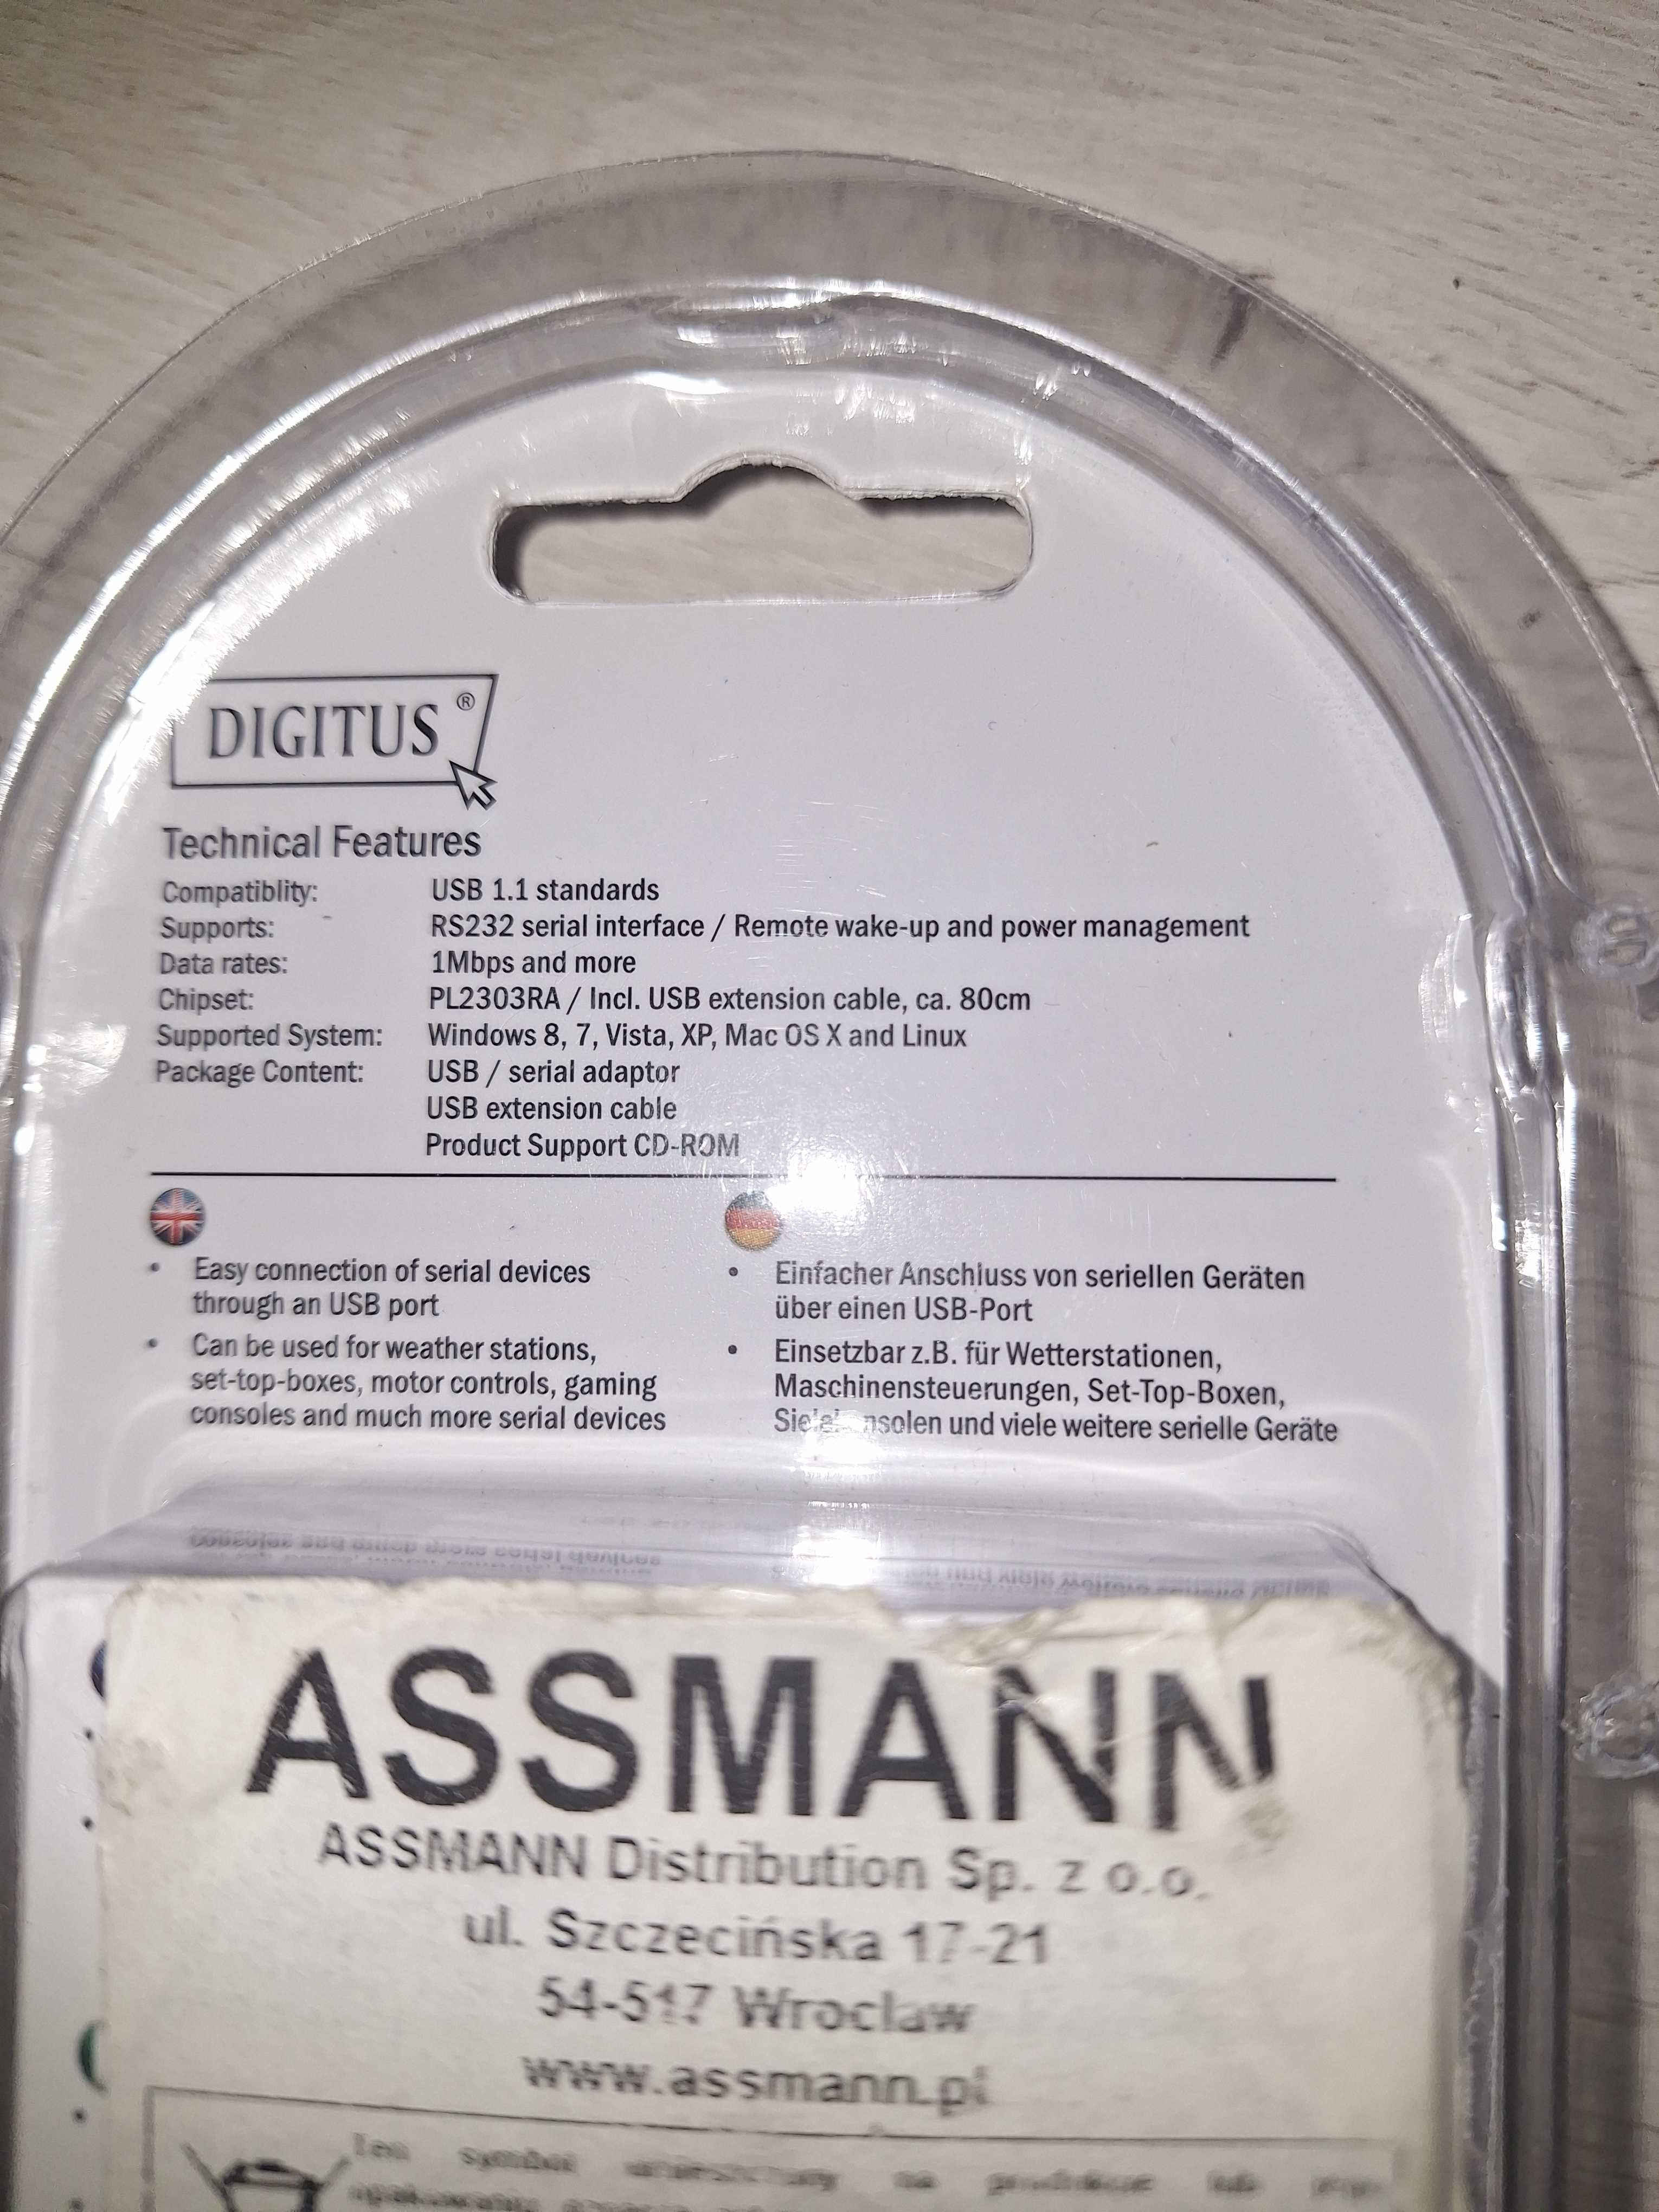 DIGITUS ®
Technical Features
Compatiblity: USB 1.1 standards
Supports: RS232 serial interface / Remote wake-up and power management
Data rates: 1Mbps and more
Chipset: PL2303RA / Incl. USB extension cable, ca. 80cm
Supported System: Windows 8, 7, Vista, XP, Mac OS X and Linux
Package Content: USB / serial adaptor
USB extension cable
Product Support CD-ROM
• Easy connection of serial devices
through an USB port
• Can be used for weather stations,
set-top-boxes, motor controls, gaming
consoles and much more serial devices
• Einfacher Anschluss von seriellen Geräten
über einen USB-Port
• Einsetzbar z.B. für Wetterstationen,
Maschinensteuerungen, Set-Top-Boxen,
und viele weitere serielle Geräte
ASSMANN
ASSMANN Distribution Sp. z o.o.
ul. Szczecińska 17-21
54-517 Wroclaw
www.assmann.pl
symbol na produkcie lub